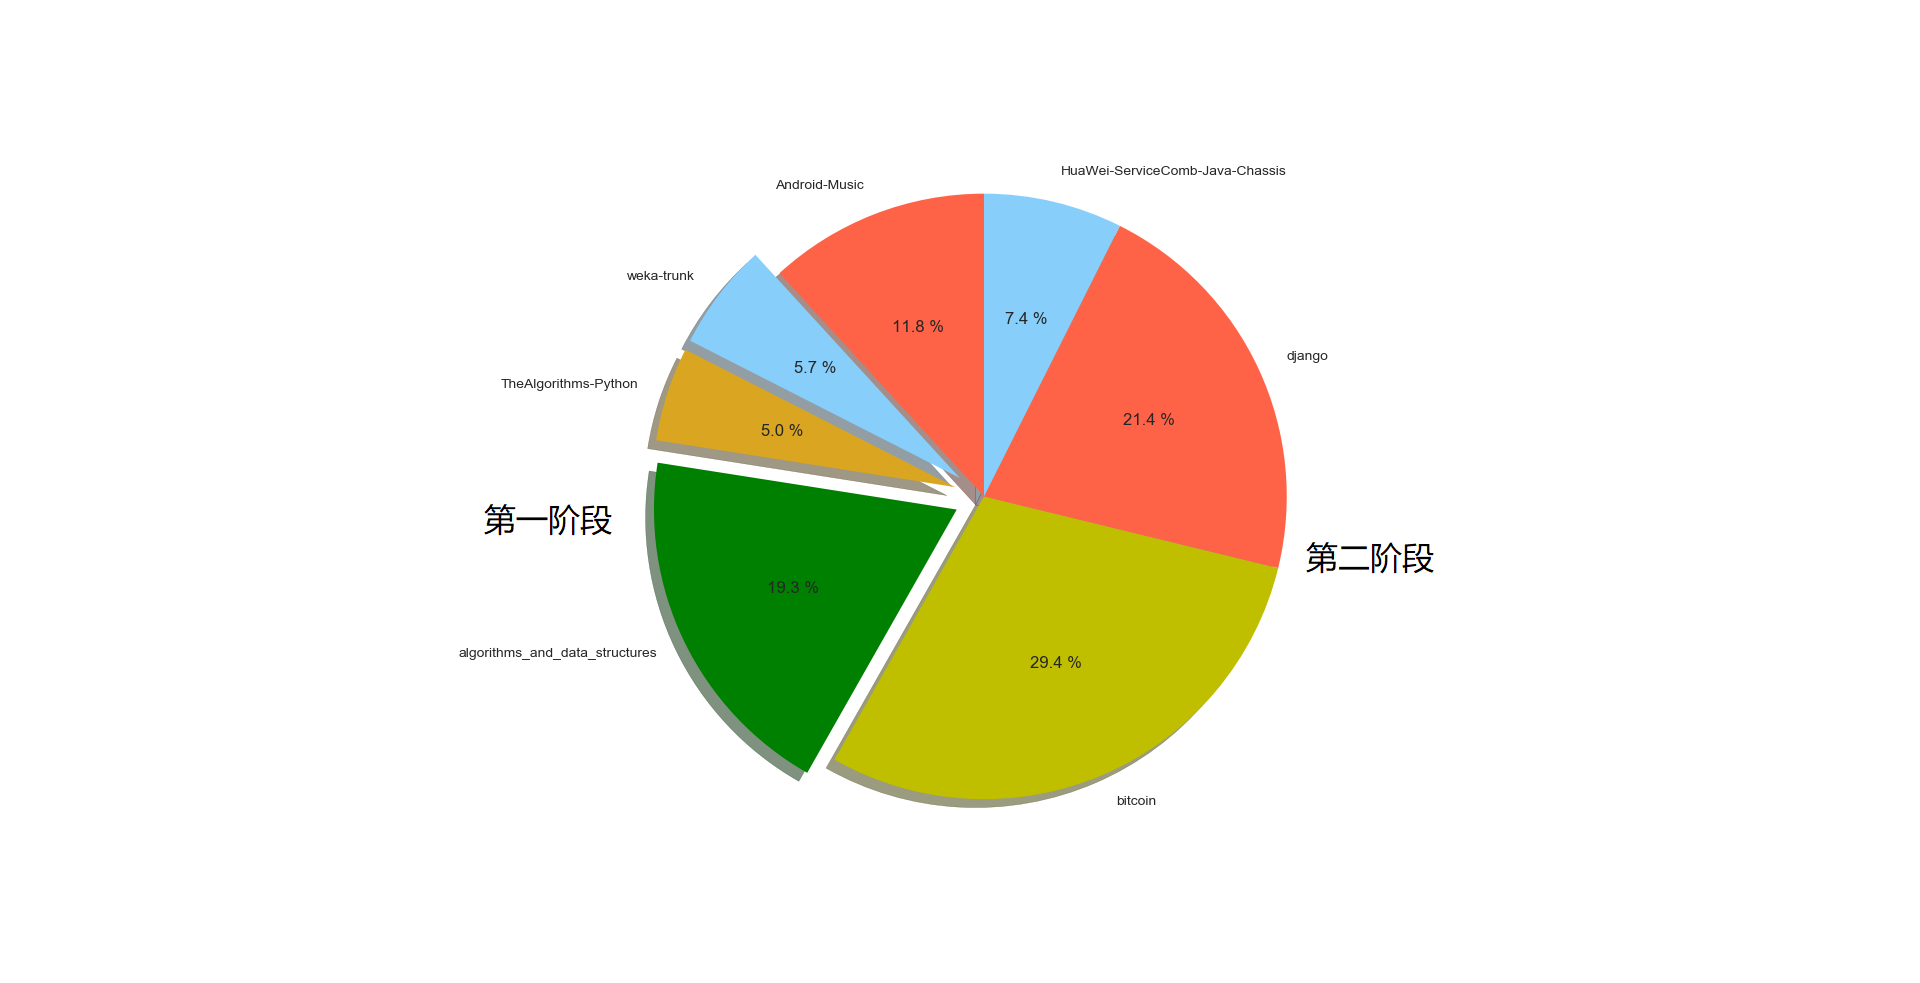 HuaWei-ServiceComb-Java-Chassis
Android-Music
weka-trunk
7.4 %
11.8 %
django
5.7 %
TheAlgorithms-Python
21.4 %
5.0 %
第一阶段
第二阶段
19.3 %
algorithms_and_data_structures
29.4 %
bitcoin